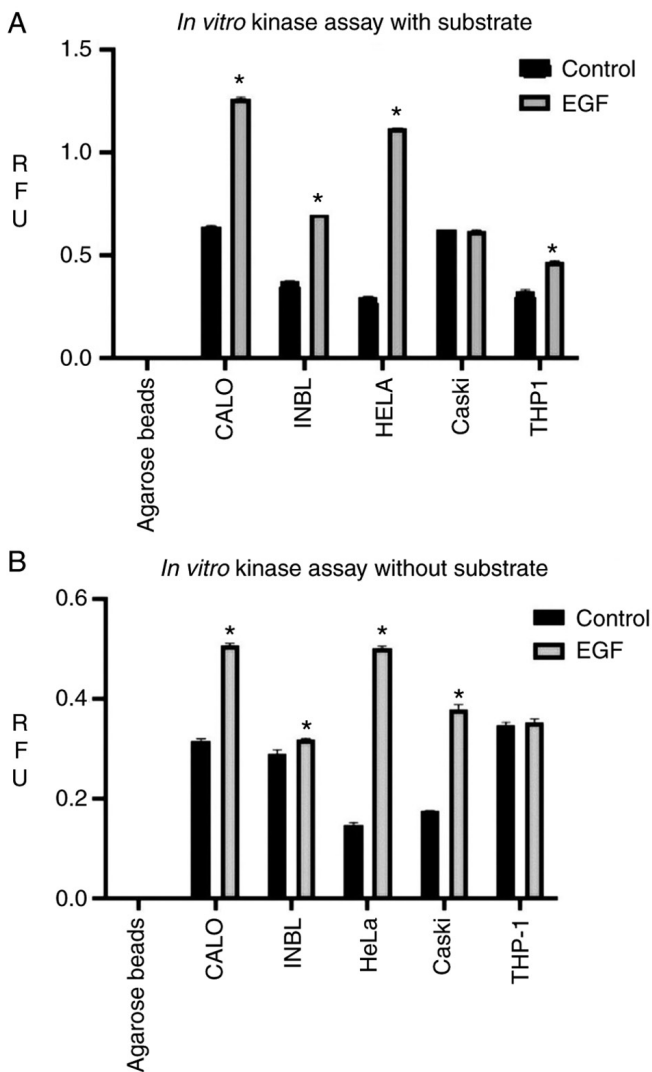 A
In vitro kinase assay with substrate
Control
EGF
R
F
U
1.5
1.0
0.5
0.0
*
*
*
*
Agarose beads
CALO
INBL
HELA
Caski
THP1
B
In vitro kinase assay without substrate
Control
EGF
R
F
U
0.6
0.4
0.2
0.0
*
*
*
*
Agarose beads
CALO
INBL
HeLa
Caski
THP-1